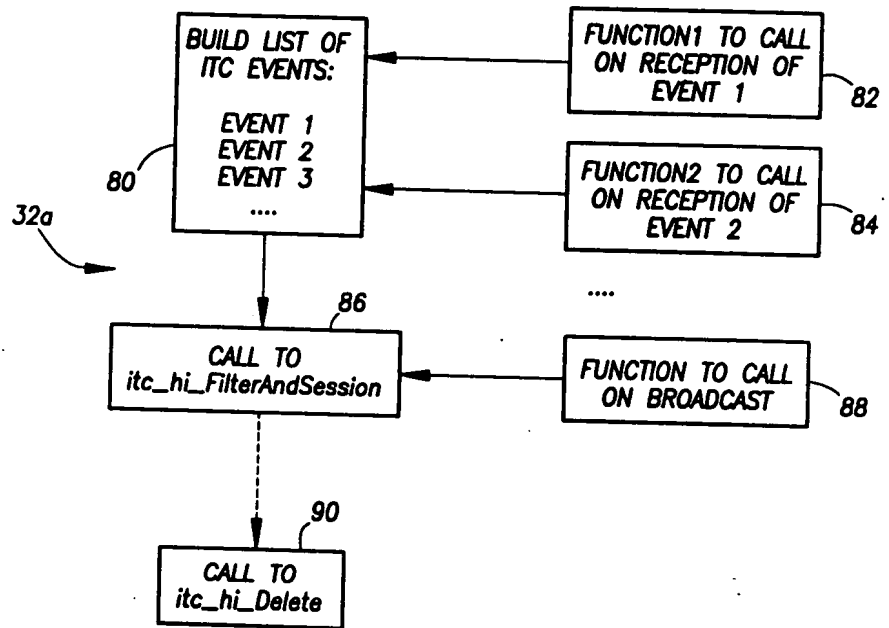 BUILD LIST OF
ITC EVENTS:
EVENT 1
EVENT 2
EVENT 3
....
80
FUNCTION1 TO CALL
ON RECEPTION OF
EVENT 1
82
FUNCTION2 TO CALL
ON RECEPTION OF
EVENT 2
84
32a
....
86
CALL TO
itc_hi_FilterAndSession
FUNCTION TO CALL
ON BROADCAST
88
90
CALL TO
itc_hi_Delete